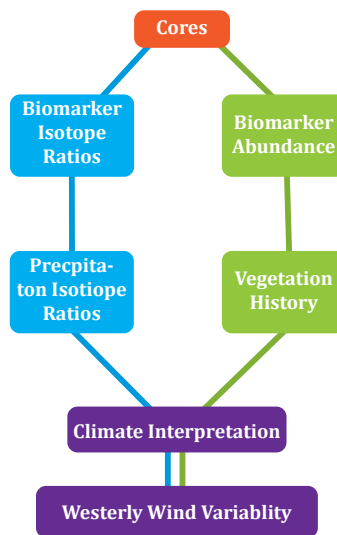 Cores
Biomarker
Isotope
Ratios
Biomarker
Abundance
Precpita-
ton Isotiope
Ratios
Vegetation
History
Climate Interpretation
Westerly Wind Variablity